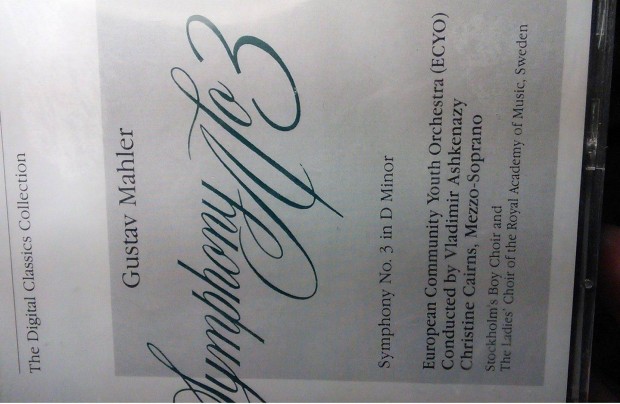 The Digital Classics Collection
Gustav Mahler
Symphony No 3
Symphony No. 3 in D Minor
European Community Youth Orchestra (ECYO)
Conducted by Vladimir Ashkenazy
Christine Cairns, Mezzo-Soprano
Stockholm's Boy Choir and
The Ladies' Choir of the Royal Academy of Music, Sweden